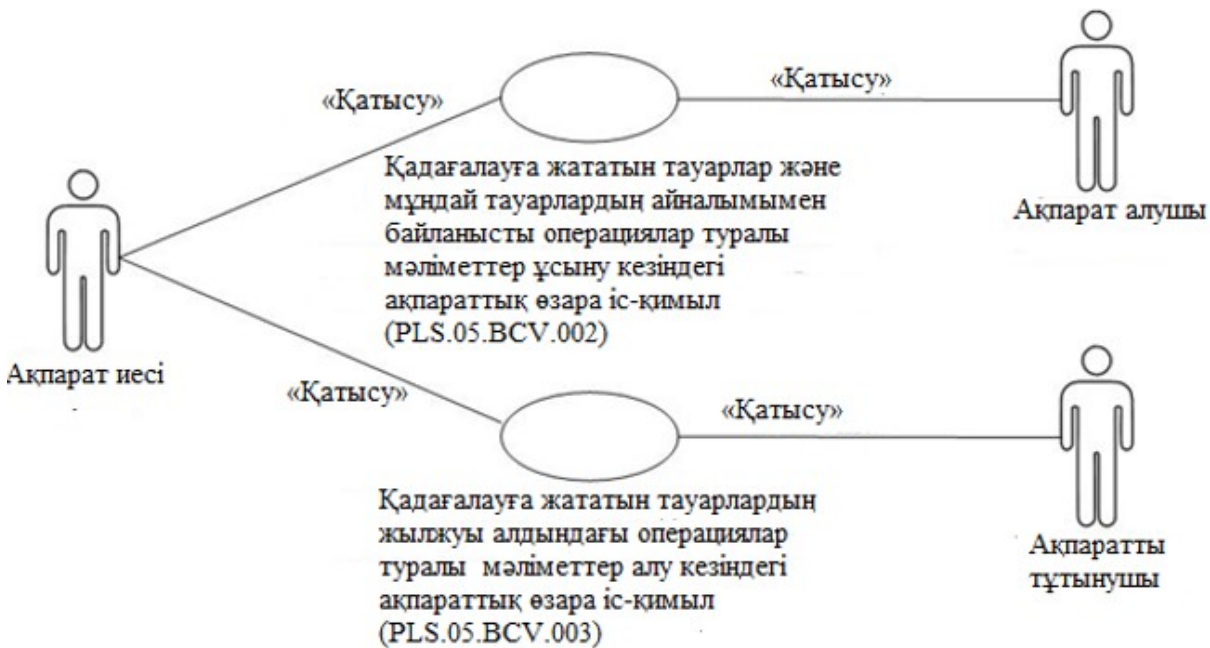 «Қатысу»
«Қатысу»
Қадағалауға жататын тауарлар және
мұндай тауарлардың айналымымен
байланысты операциялар туралы
мәліметтер ұсыну кезіндегі
ақпараттық өзара іс-қимыл
(PLS.05.BCV.002)
Ақпарат алушы
Ақпарат иесі
«Қатысу»
«Қатысу»
Қадағалауға жататын тауарлардың
жылжуы алдындағы операциялар
туралы мәліметтер алу кезіндегі
ақпараттық өзара іс-қимыл
(PLS.05.BCV.003)
Ақпаратты
тұтынушы